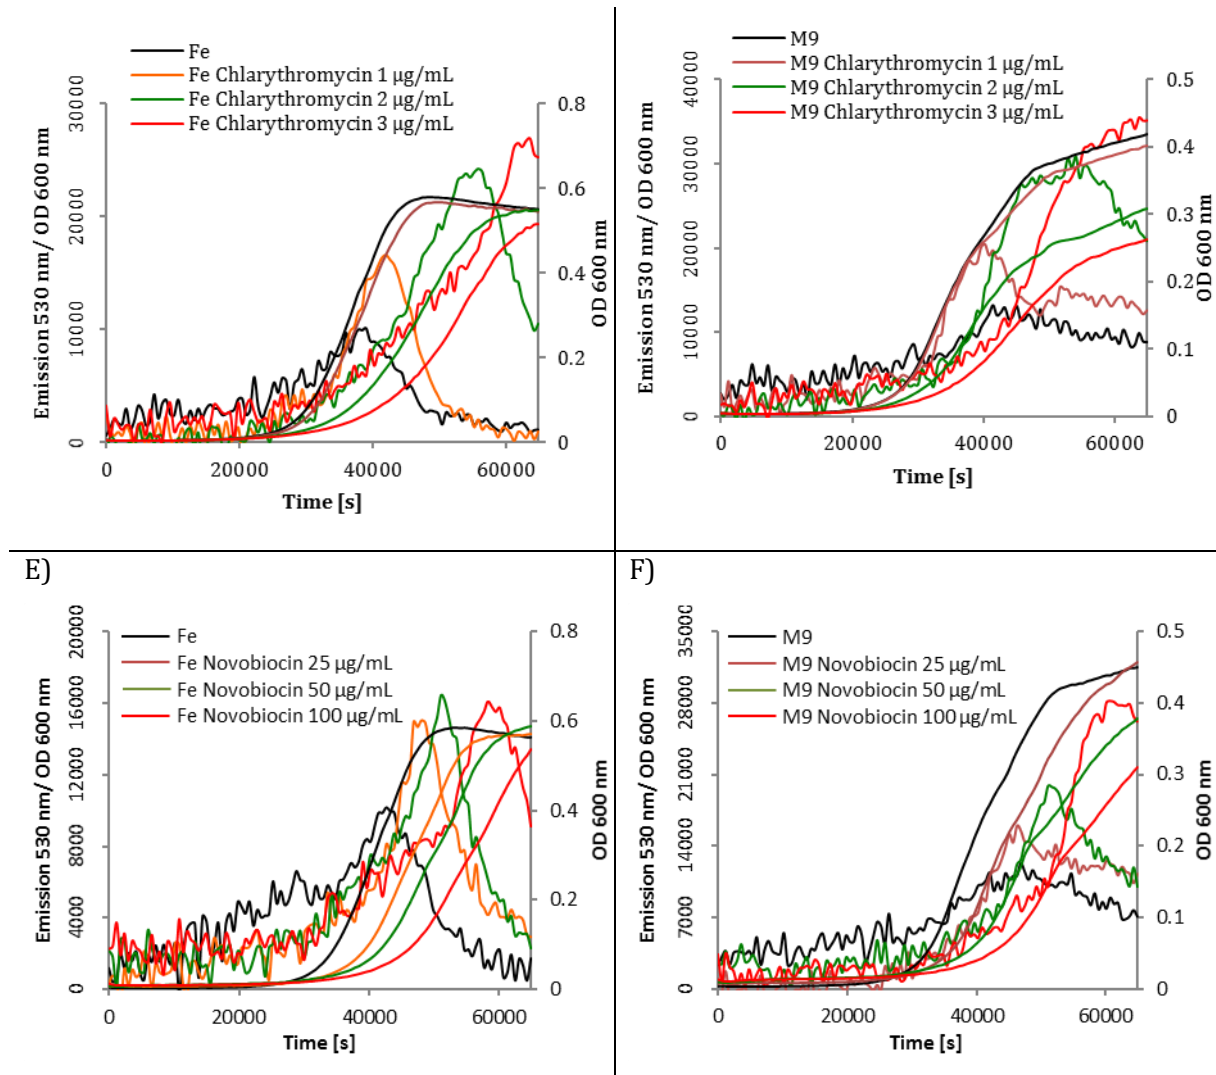 Fe
Fe Chlarythromycin 1 µg/mL
Fe Chlarythromycin 2 µg/mL
Fe Chlarythromycin 3 µg/mL
Emission 530 nm/ OD 600 nm
0 10000 20000 30000
OD 600 nm
0.8
0.6
0.4
0.2
0
0 20000 40000 60000
Time [s]
M9
M9 Chlarythromycin 1 µg/mL
M9 Chlarythromycin 2 µg/mL
M9 Chlarythromycin 3 µg/mL
Emission 530 nm/ OD 600 nm
40000
30000
20000
10000
0
OD 600 nm
0.5
0.4
0.3
0.2
0.1
0
0 20000 40000 60000
Time [s]
E)
Fe
Fe Novobiocin 25 µg/mL
Fe Novobiocin 50 µg/mL
Fe Novobiocin 100 µg/mL
Emission 530 nm/ OD 600 nm
0 4000 8000 12000 16000 20000
OD 600 nm
0.8
0.6
0.4
0.2
0
0 20000 40000 60000
Time [s]
F)
M9
M9 Novobiocin 25 µg/mL
M9 Novobiocin 50 µg/mL
M9 Novobiocin 100 µg/mL
Emission 530 nm/ OD 600 nm
0 7000 14000 21000 28000 35000
OD 600 nm
0.5
0.4
0.3
0.2
0.1
0
0 20000 40000 60000
Time [s]